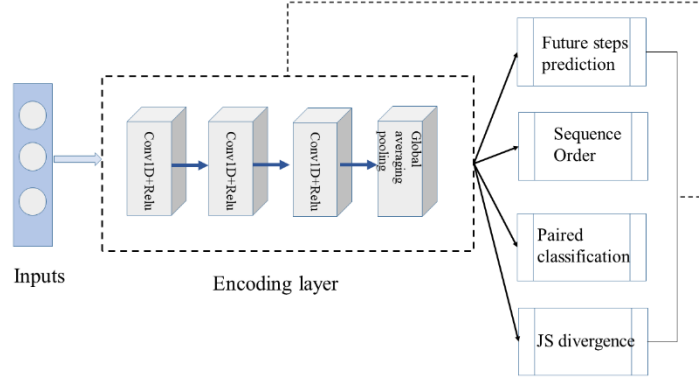 Inputs
Conv1D+Relu
Conv1D+Relu
Conv1D+Relu
Global
averaging
pooling
Encoding layer
Future steps
prediction
Sequence
Order
Paired
classification
JS divergence